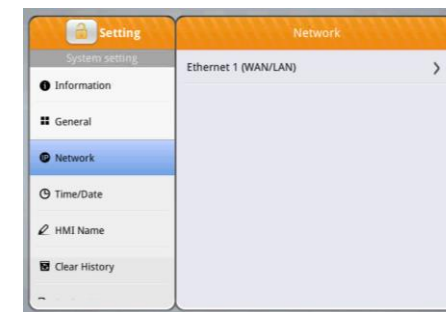 Setting
System setting
Information
General
Network
Time/Date
HMI Name
Clear History
Network
Ethernet 1 (WAN/LAN)